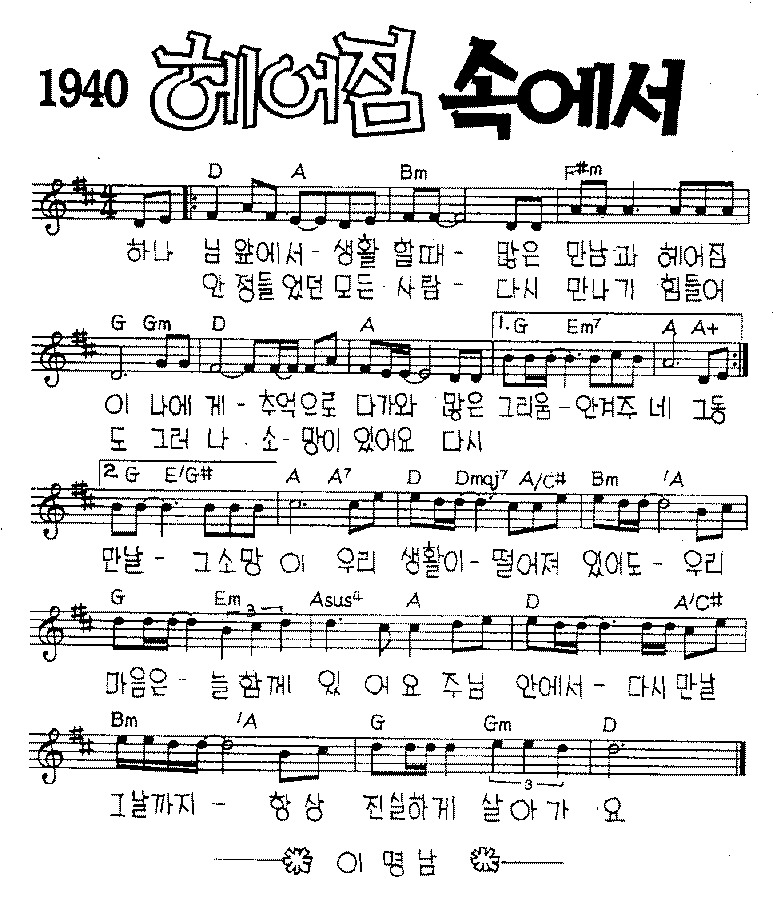 1940 헤어짐 속에서
D A Bm F#m
하나 님 앞에서 - 생활 할때 - 많은 만남과 헤어짐
안 정들 었던 모든 - 사람 - 다시 만나기 힘들어
G Gm D A 1. G Em7 A A+
이 나에 게 - 추억으로 다가와 많은 그리움 - 안겨주 네 그동
도 그러 나 - 소 - 망이 있어요 다시
2. G E/G# A A7 D Dmaj7 A/C# Bm /A
만날 - 그소망 이 우리 생활이 - 떨어져 있어도 - 우리
G Em 3 Asus4 A D A/C#
마음은 - 늘함께 있 어요 주님 안에서 - 다시만날
Bm /A G Gm D
그날까지 - 항상 진실하게 살아가 요
3
이 명 남